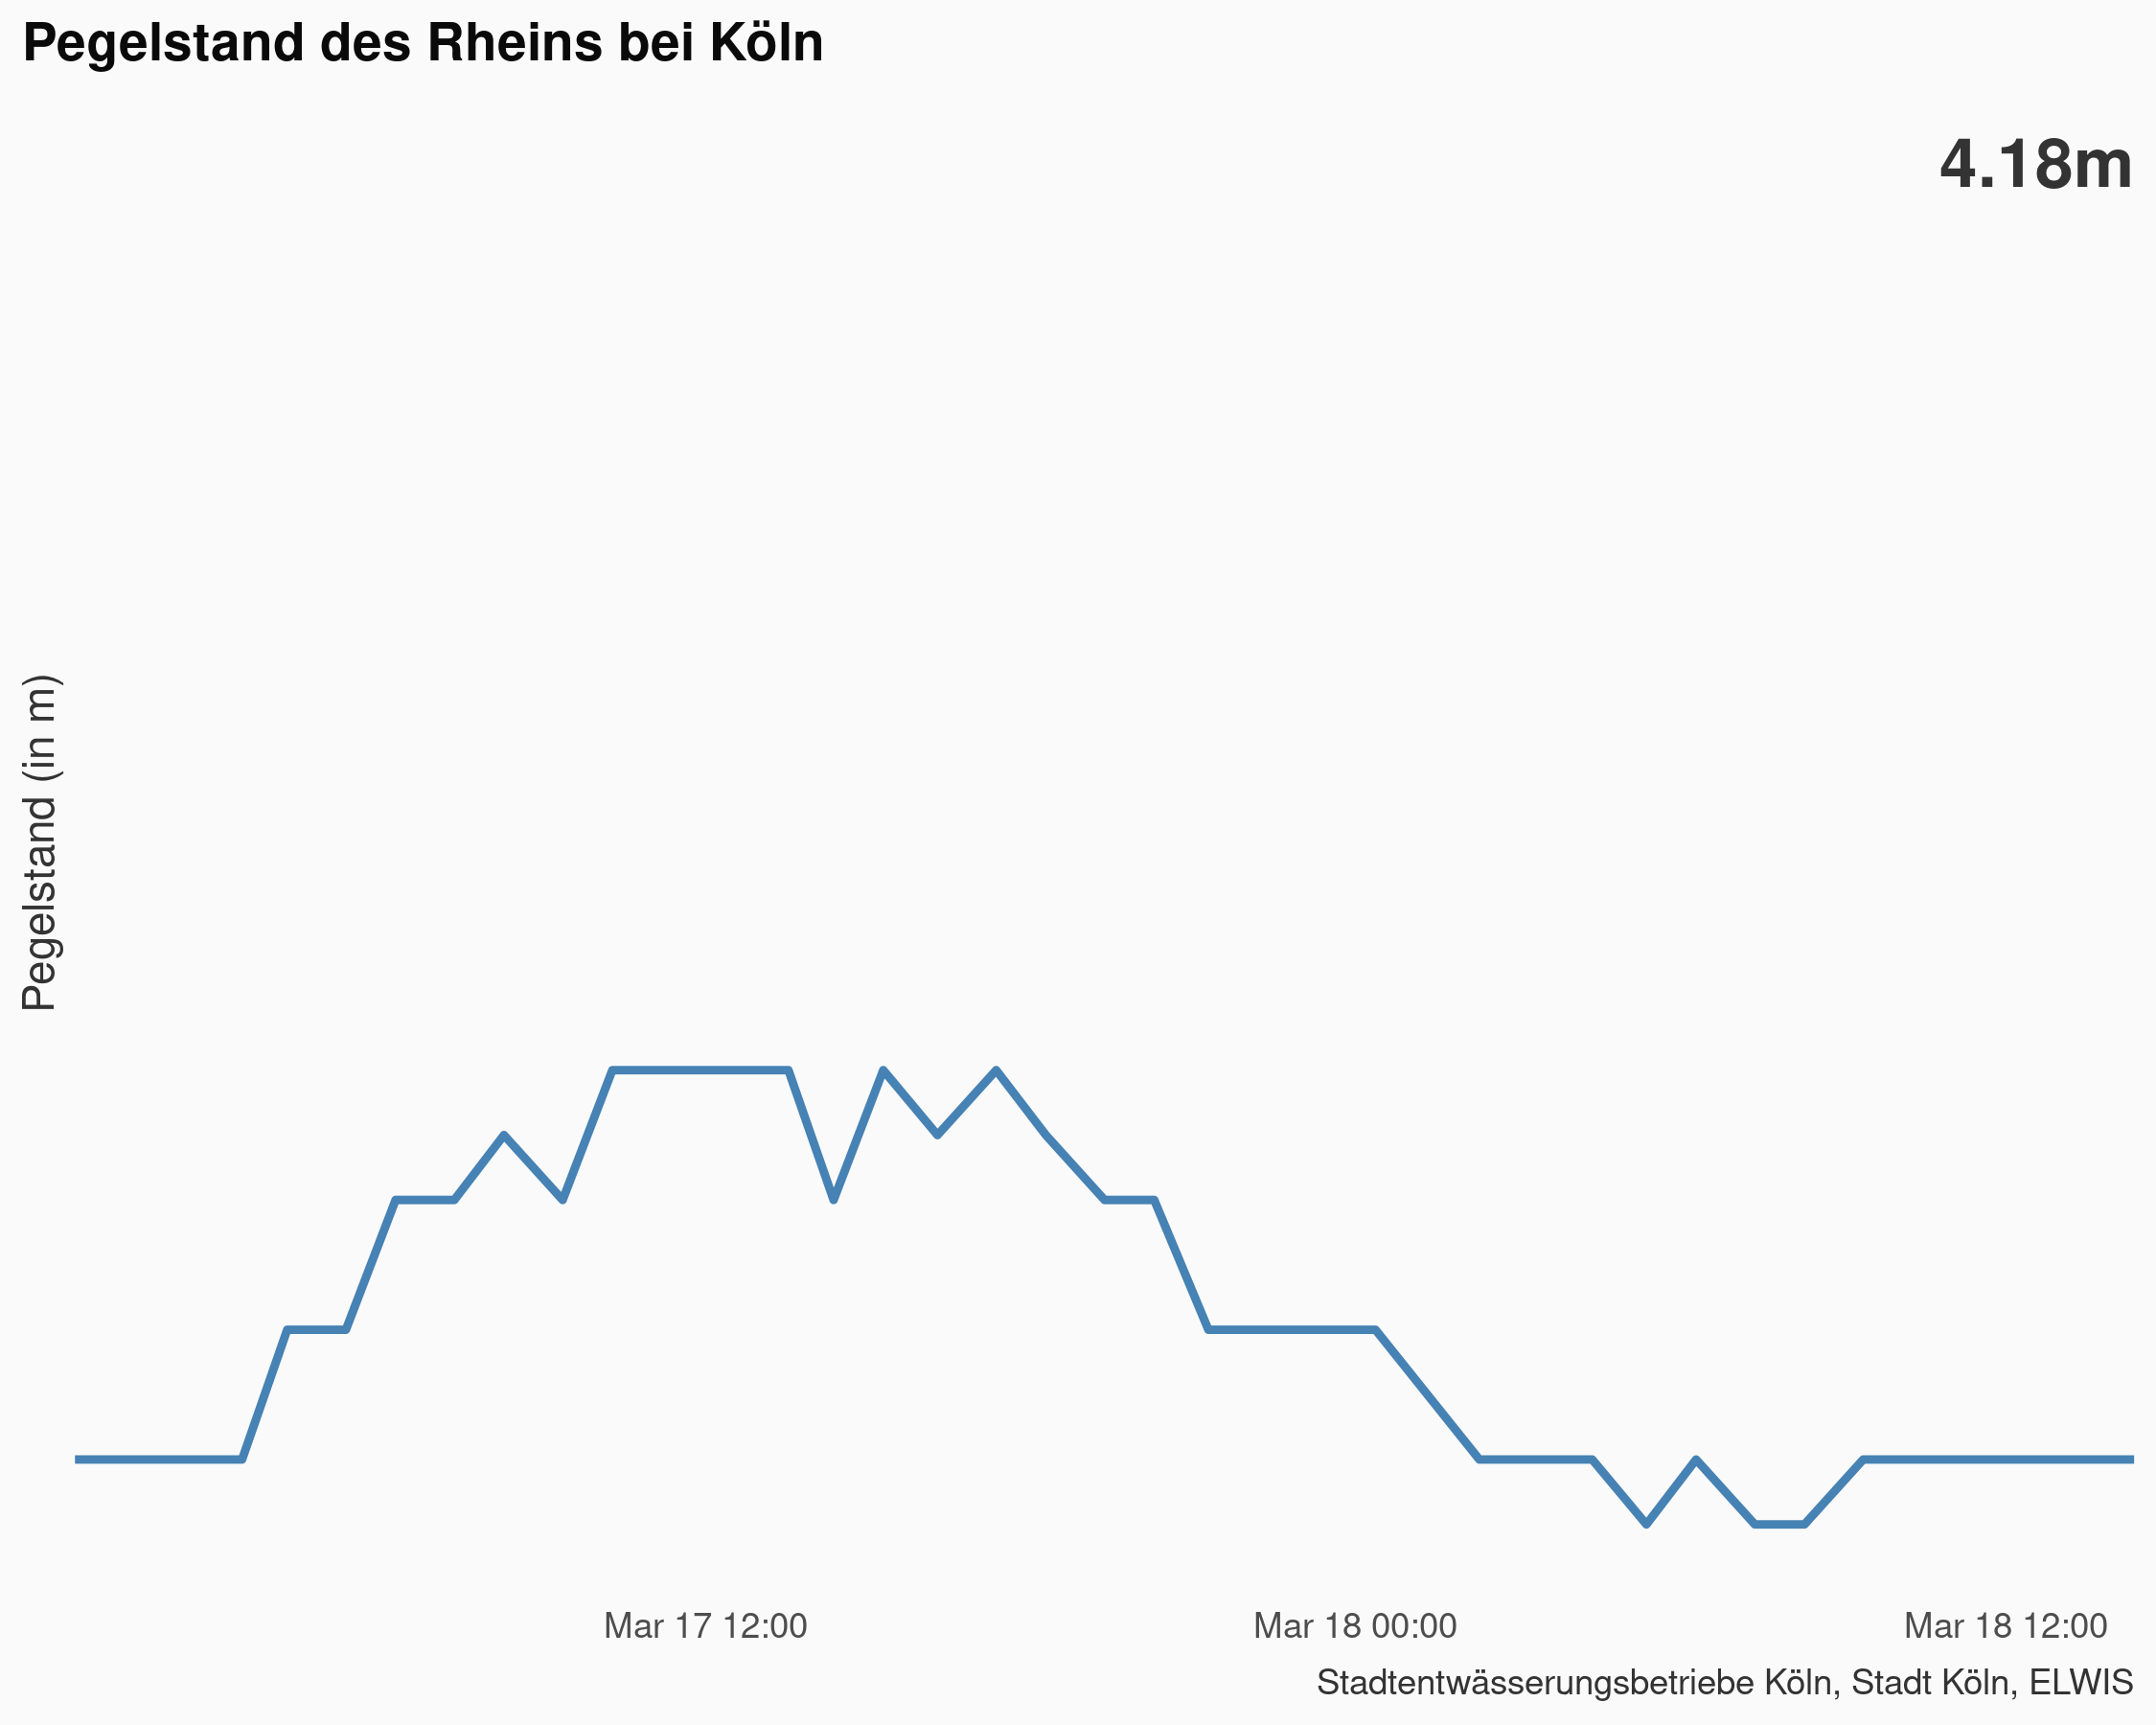 Pegelstand des Rheins bei Köln
4.18m
Pegelstand (in m)
Mar 17 12:00
Mar 18 00:00
Mar 18 12:00
Stadtentwässerungsbetriebe Köln, Stadt Köln, ELWIS